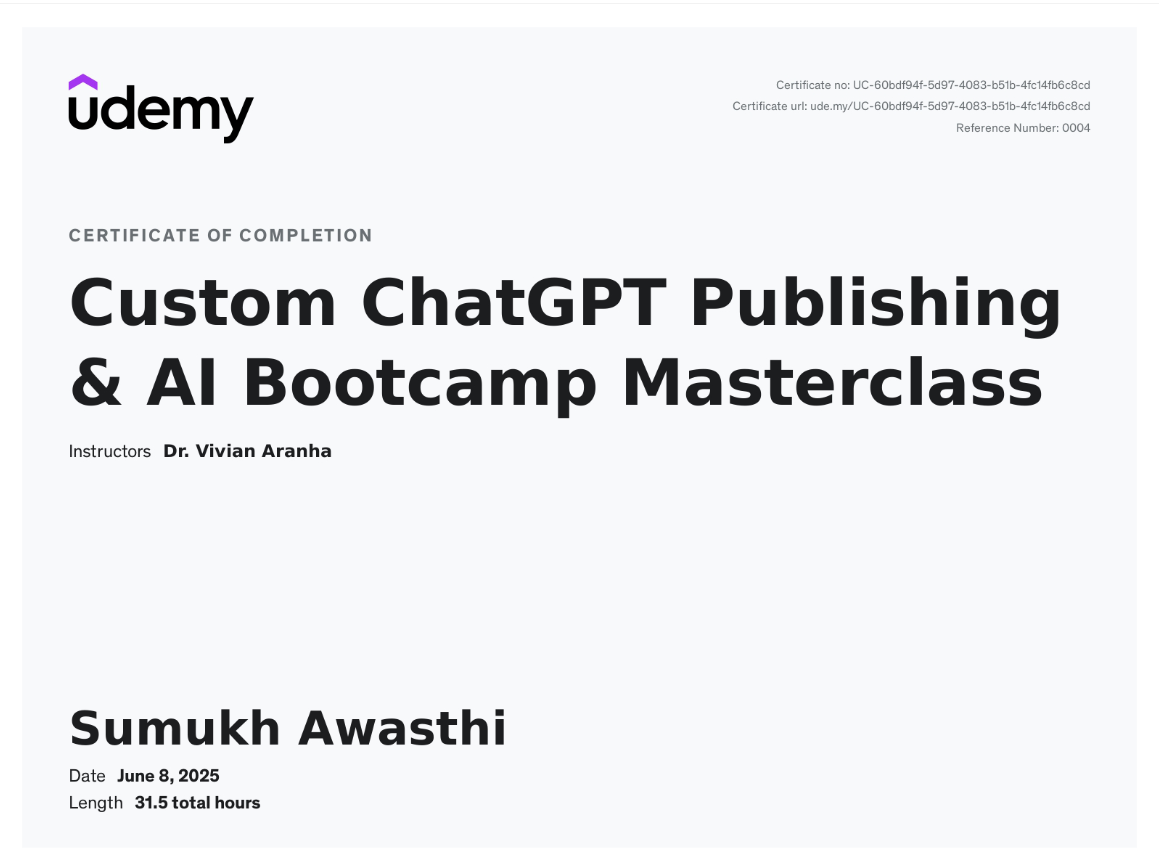 udemy
Certificate no: UC-60bdf94f-5d97-4083-b51b-4fc14fb6c8cd
Certificate url: ude.my/UC-60bdf94f-5d97-4083-b51b-4fc14fb6c8cd
Reference Number: 0004
CERTIFICATE OF COMPLETION
Custom ChatGPT Publishing
& AI Bootcamp Masterclass
Instructors Dr. Vivian Aranha
Sumukh Awasthi
Date June 8, 2025
Length 31.5 total hours